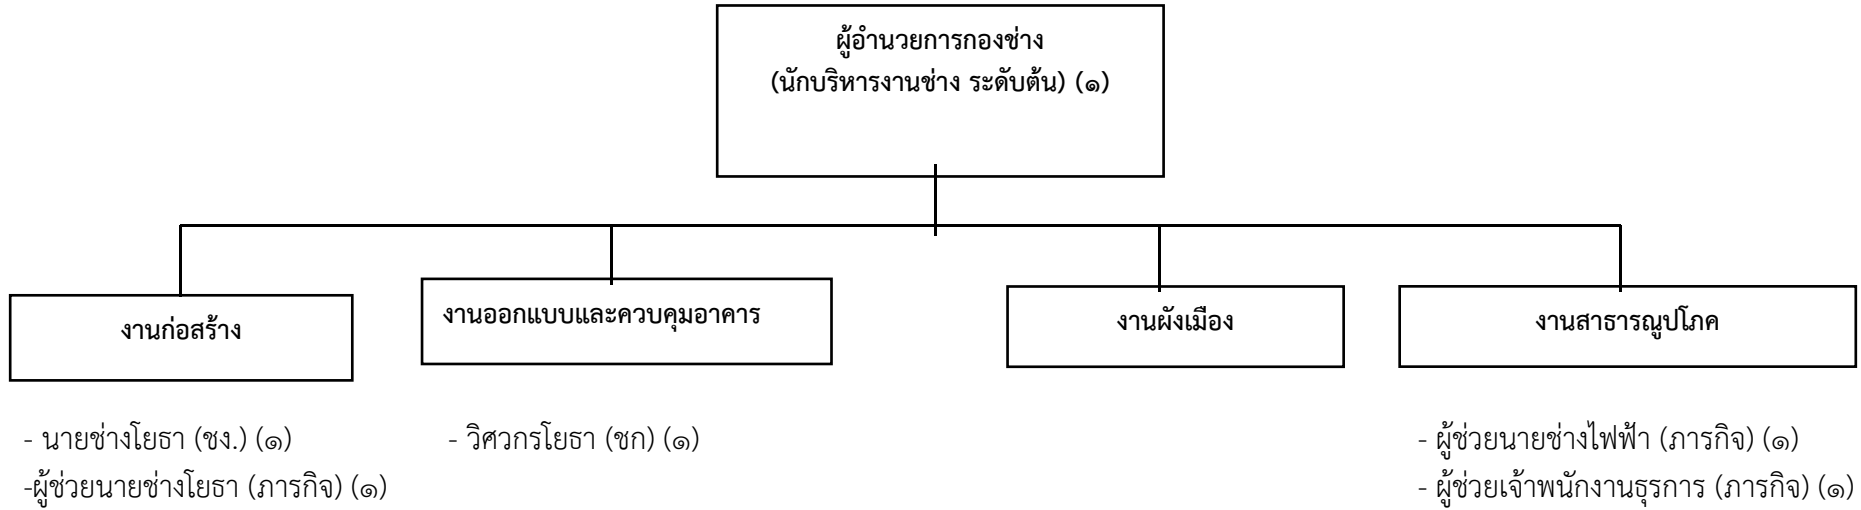 ผู้อำนวยการกองช่าง
(นักบริหารงานช่าง ระดับต้น) (๑)
งานก่อสร้าง
งานออกแบบและควบคุมอาคาร
งานผังเมือง
งานสาธารณูปโภค
- นายช่างโยธา (ชง.) (๑)
-ผู้ช่วยนายช่างโยธา (ภารกิจ) (๑)
- วิศวกรโยธา (ชก) (๑)
- ผู้ช่วยนายช่างไฟฟ้า (ภารกิจ) (๑)
- ผู้ช่วยเจ้าพนักงานธุรการ (ภารกิจ) (๑)